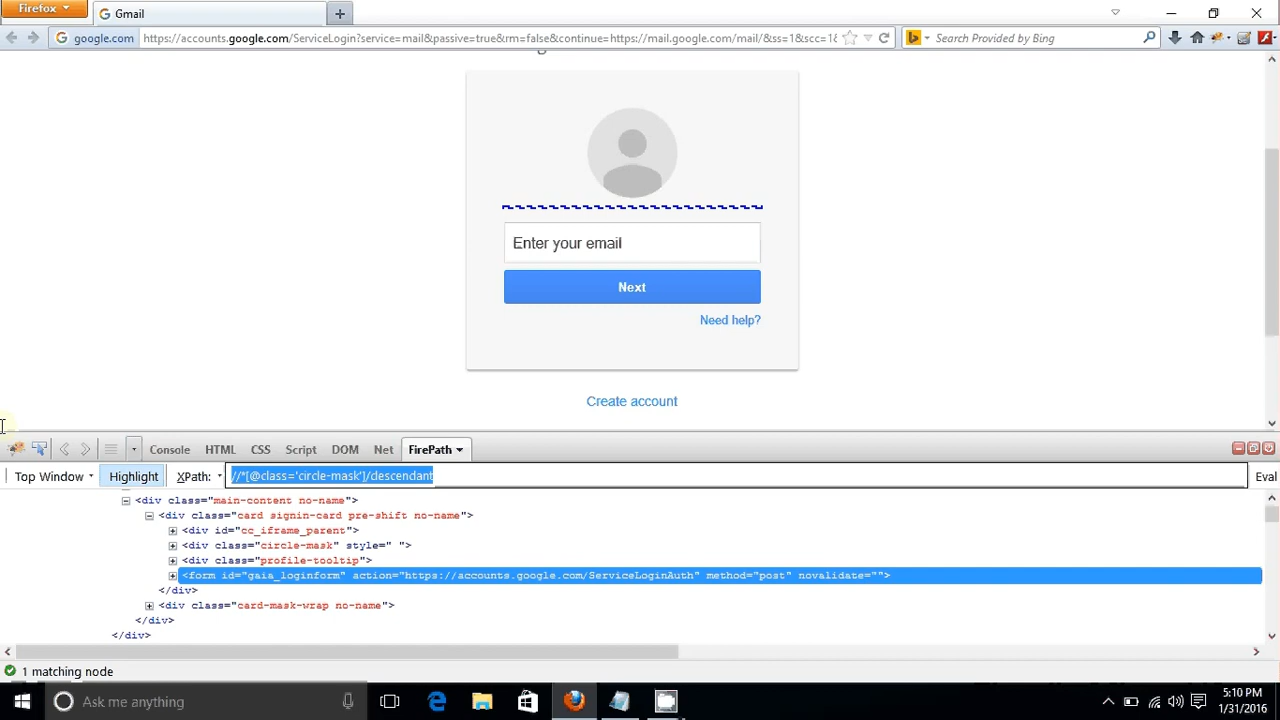 Firefox
Gmail
google.com
https://accounts.google.com/ServiceLogin?service=mail&passive=true&rm=false&continue=https://mail.google.com/mail/&ss=1&scc=1&
Search Provided by Bing
Enter your email
Next
Need help?
Create account
Console HTML CSS Script DOM Net FirePath
Top Window Highlight XPath: //*[@class='circle-mask']/descendant Eval
<div class="main-content no-name">
<div class="card signin-card pre-shift no-name">
<div id="cc_iframe_parent">
<div class="circle-mask" style=" ">
<div class="profile-tooltip">
<form id="gaia_loginform" action="https://accounts.google.com/ServiceLoginAuth" method="post" novalidate="">
</div>
<div class="card-mask-wrap no-name">
</div>
</div>
1 matching node
Ask me anything
5:10 PM
1/31/2016